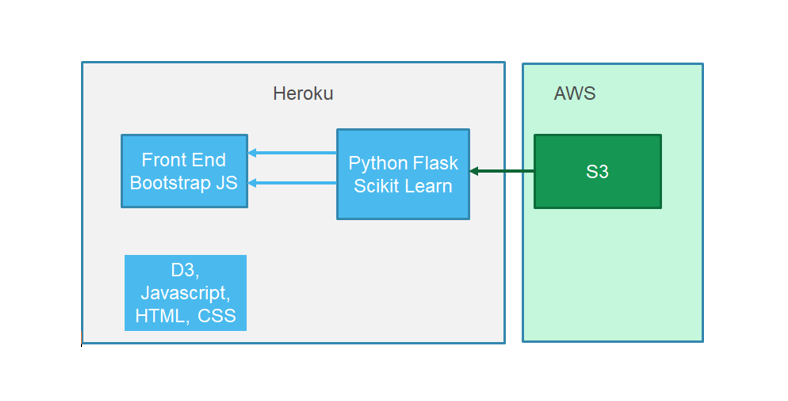 Heroku
AWS
Front End
Bootstrap JS
Python Flask
Scikit Learn
S3
D3,
Javascript,
HTML, CSS